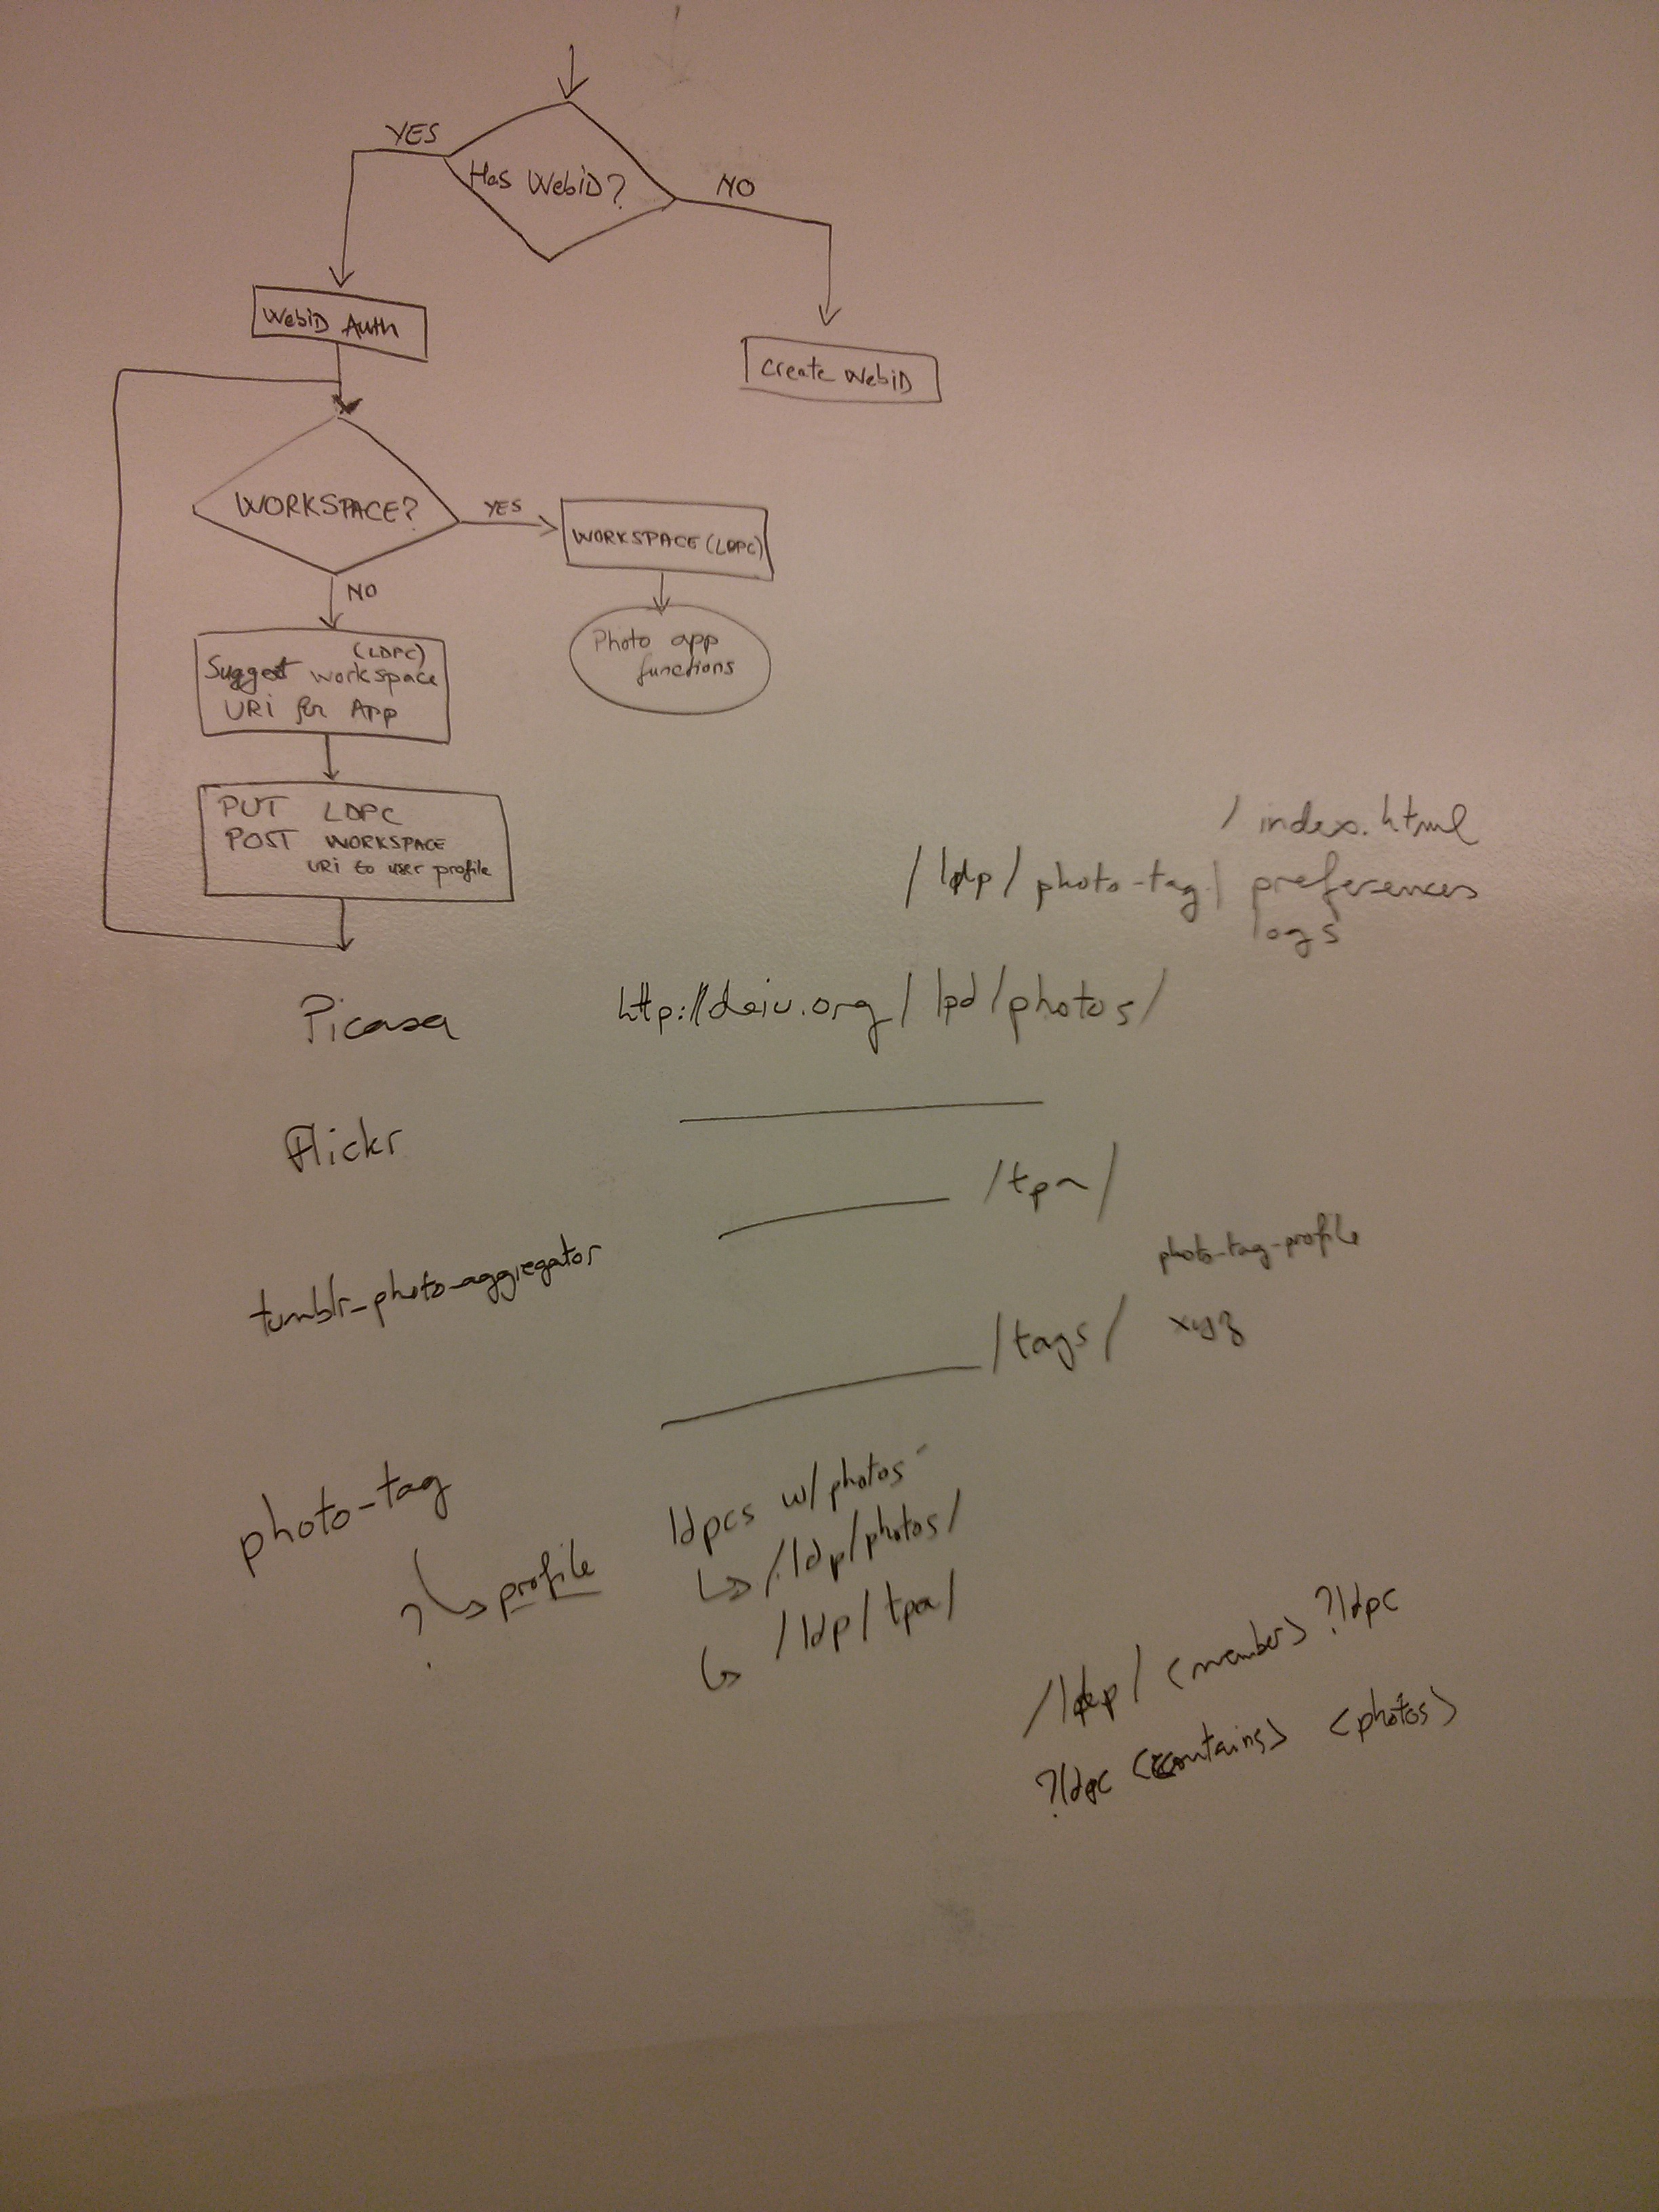 YES
Has WebiD?
NO
WebiD Auth
Create WebiD
WORKSPACE?
YES
WORKSPACE (LDPC)
NO
Photo app
functions
(LDPC)
Suggest workspace
URi for App
PUT LDPC
POST WORKSPACE
URi to user profile
/ index.html
/ldp/photo-tag/ preferences
logs
Picasa
http://deiu.org/lpd/photos/
Flickr
/tpa/
tumblr_photo-aggregator
photo-tag-profile
/tags/ xyz
photo-tag
? profile
ldpcs w/photos
/ldp/photos/
/ldp/tpa/
/ldp/ <member> ?ldpc
?ldpc <contains> <photos>